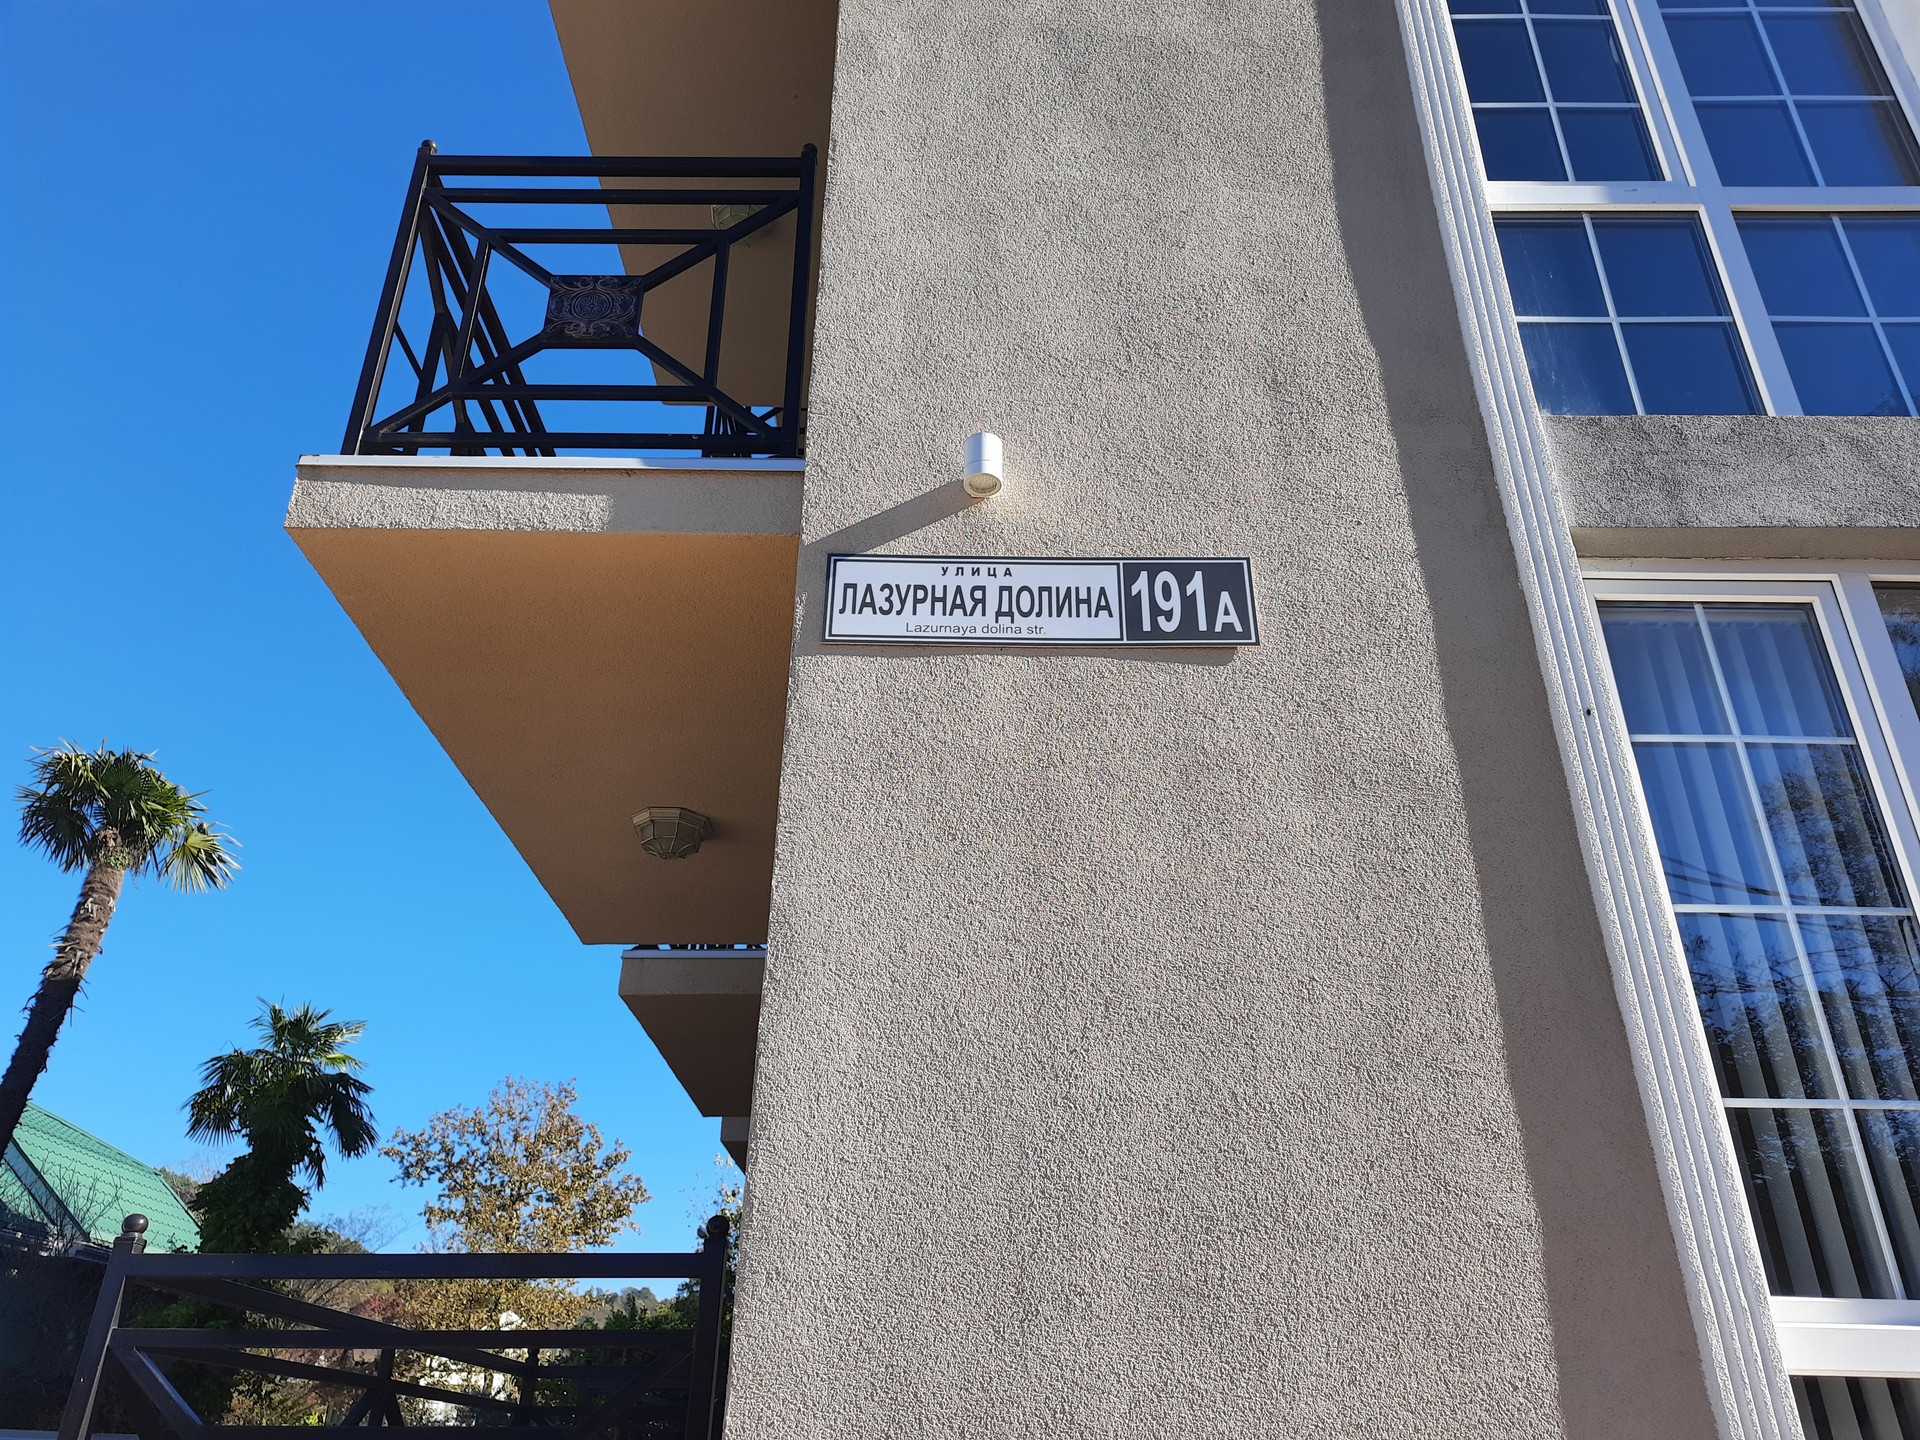 УЛИЦА
ЛАЗУРНАЯ ДОЛИНА
Lazurnaya dolina str.
191А